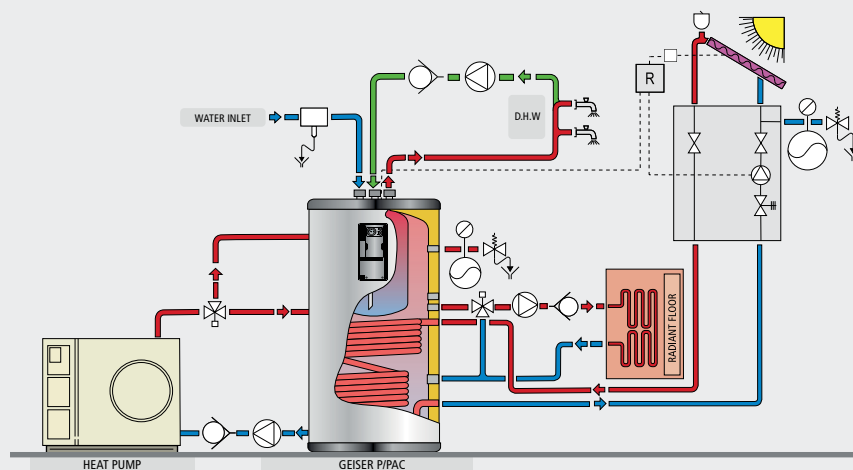 WATER INLET
D.H.W
R
RADIANT FLOOR
HEAT PUMP
GEISER P/PAC